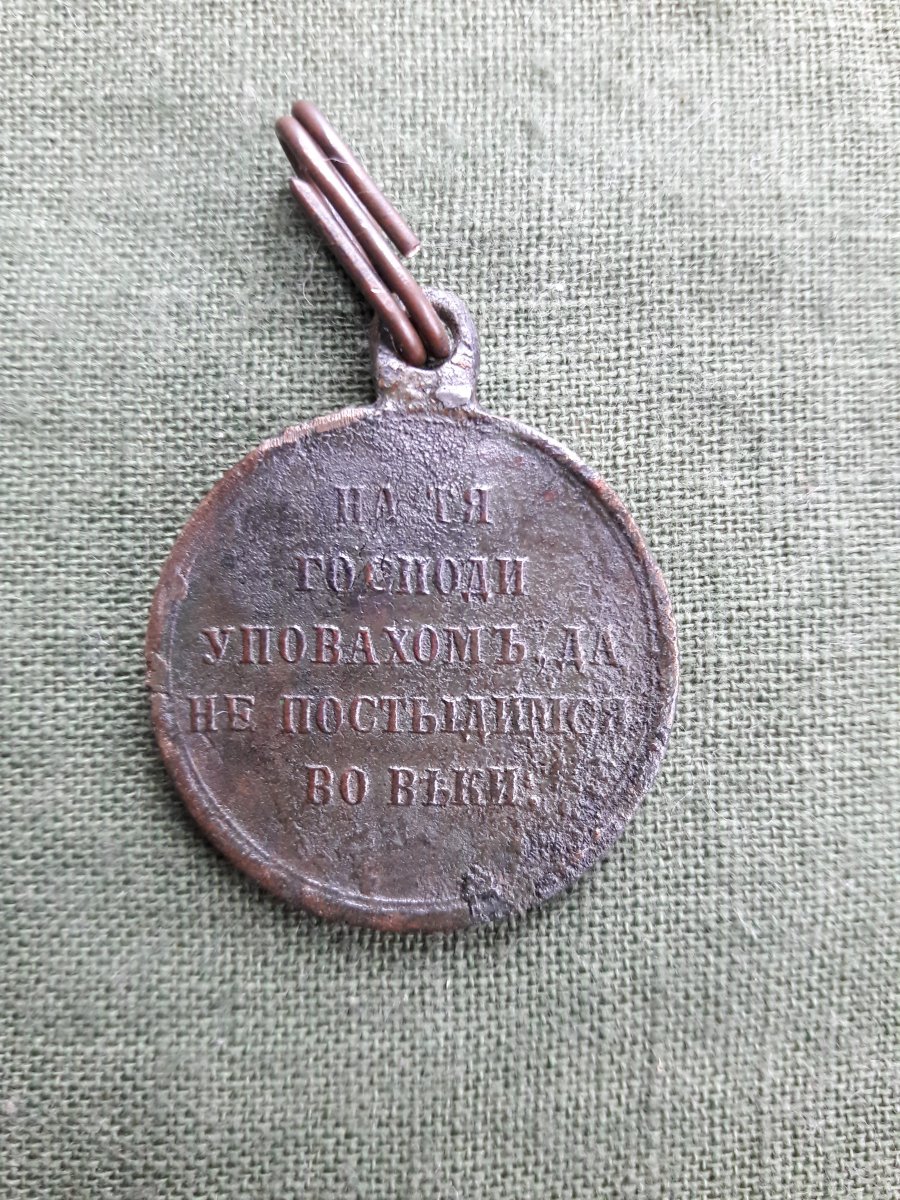 НА ТЯ
ГОСПОДИ
УПОВАХОМЪ, ДА
НЕ ПОСТЫДИМСЯ
ВО ВѢКИ.